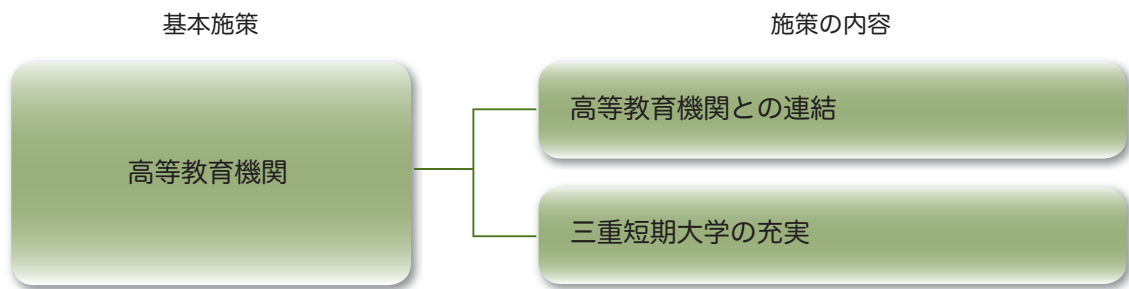 基本施策
施策の内容
高等教育機関
高等教育機関との連結
三重短期大学の充実